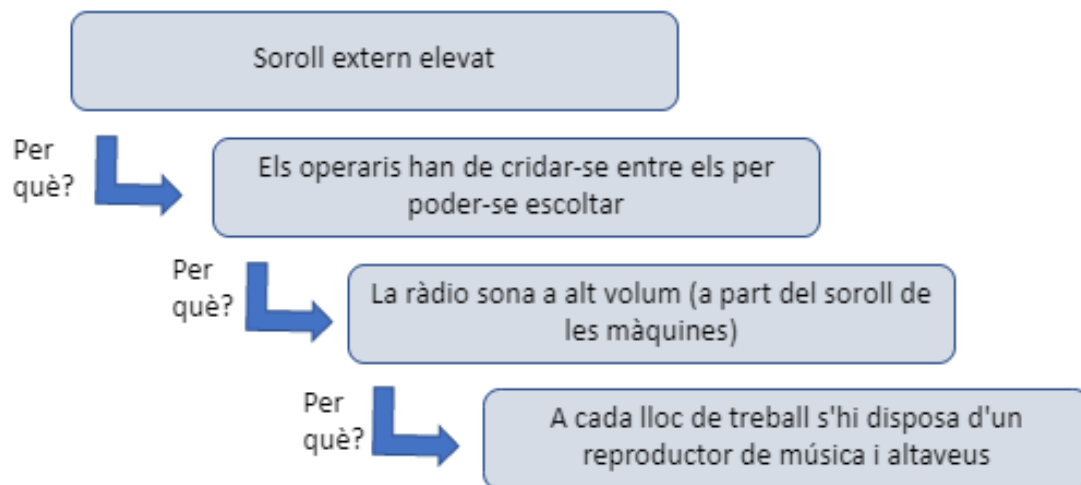 Soroll extern elevat
Per
què?
Els operaris han de cridar-se entre els per
poder-se escoltar
Per
què?
La ràdio sona a alt volum (a part del soroll de
les màquines)
Per
què?
A cada lloc de treball s'hi disposa d'un
reproductor de música i altaveus